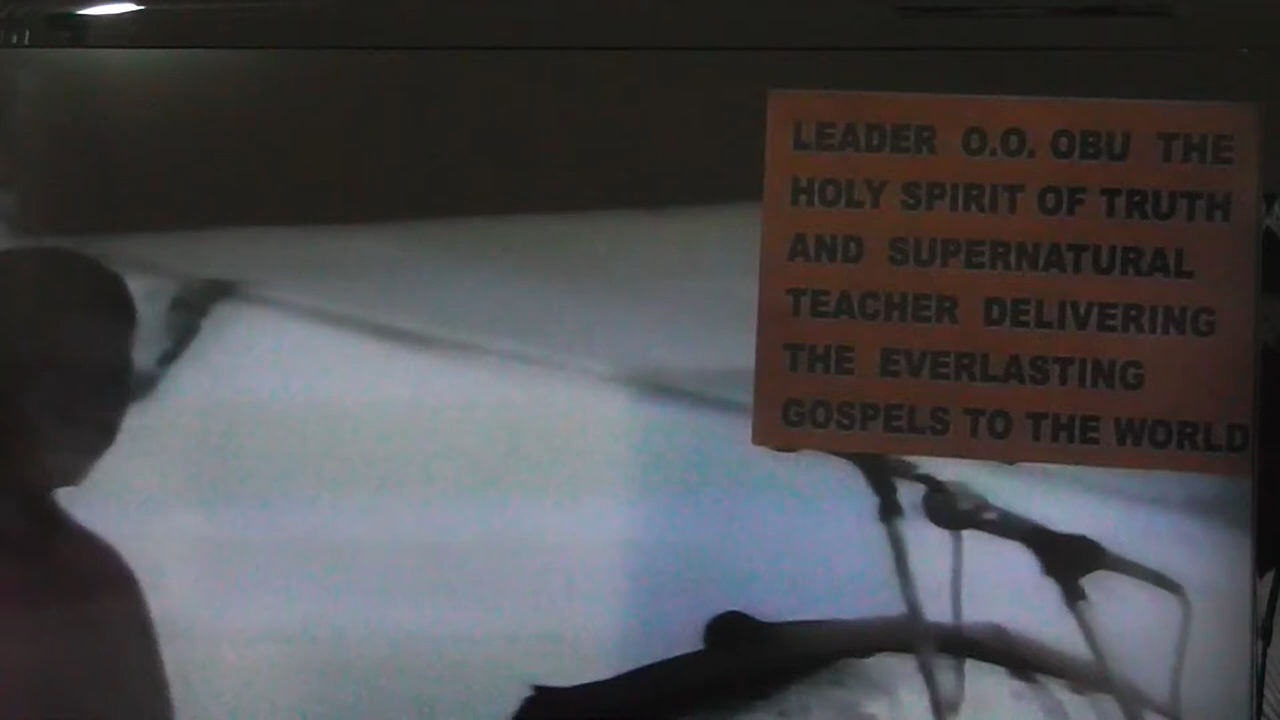 LEADER O.O. OBU THE
HOLY SPIRIT OF TRUTH
AND SUPERNATURAL
TEACHER DELIVERING
THE EVERLASTING
GOSPELS TO THE WORLD